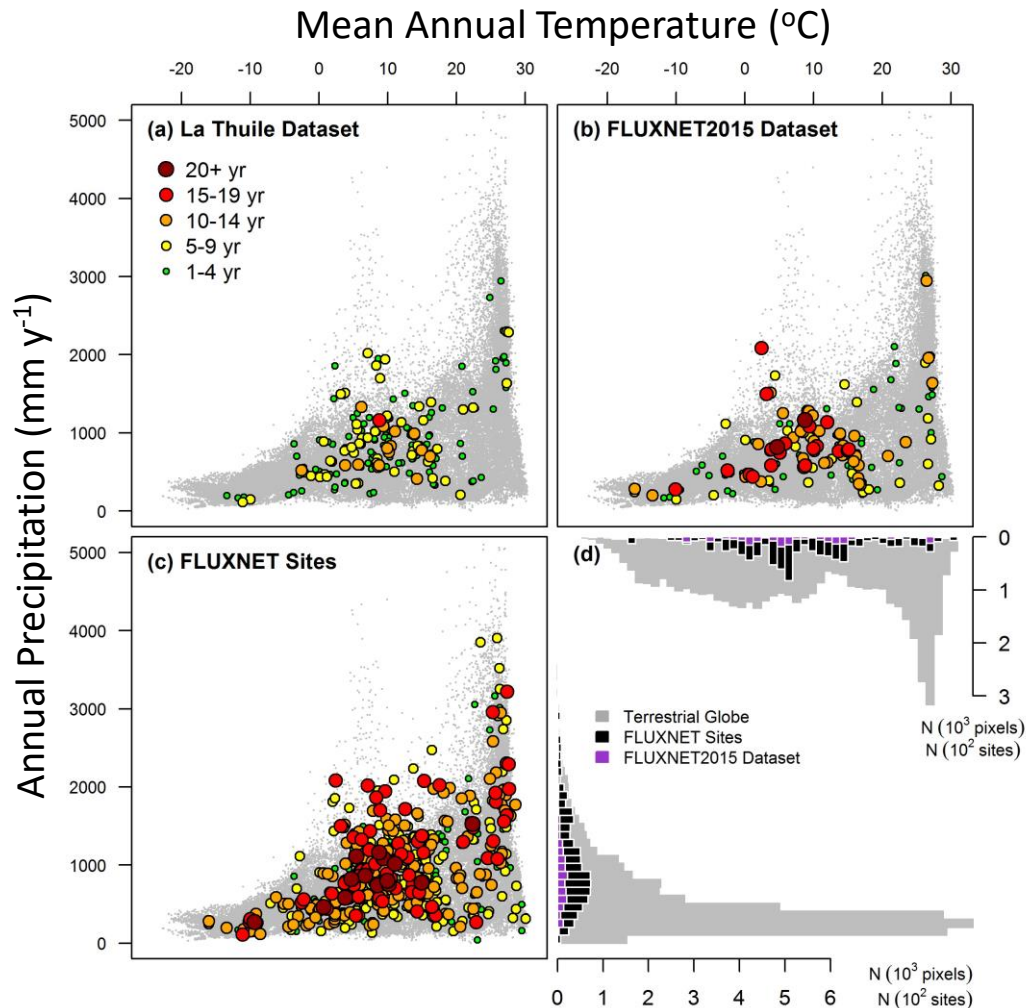 Mean Annual Temperature (°C)
-20 -10 0 10 20 30
-20 -10 0 10 20 30
Annual Precipitation (mm y⁻¹)
(a) La Thuile Dataset
20+ yr
15-19 yr
10-14 yr
5-9 yr
1-4 yr
5000
4000
3000
2000
1000
0
(b) FLUXNET2015 Dataset
(c) FLUXNET Sites
5000
4000
3000
2000
1000
0
(d)
0
1
2
3
N (10³ pixels)
N (10² sites)
Terrestrial Globe
FLUXNET Sites
FLUXNET2015 Dataset
0 1 2 3 4 5 6
N (10³ pixels)
N (10² sites)